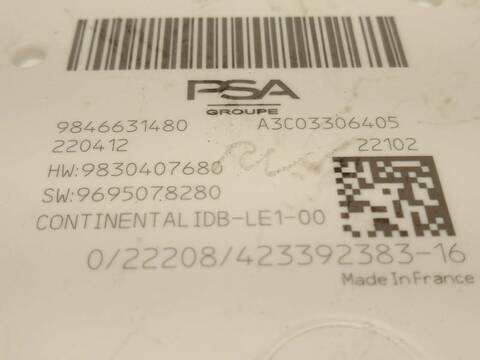 PSA
GROUPE
9846631480 A3C03306405
220412 22102
HW:9830407680
SW:9695078280
CONTINENTAL IDB-LE1-00
0/22208/423392383-16
Made In France